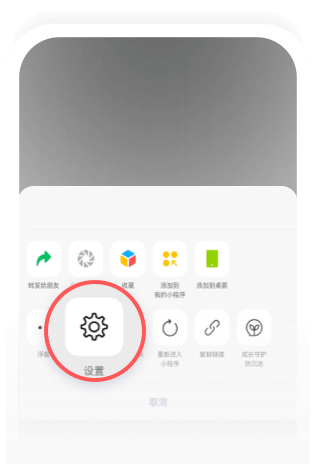 转发给朋友
收藏
添加到
我的小程序
添加到桌面
浮窗
设置
重新进入
小程序
复制链接
成长守护
防沉迷
取消